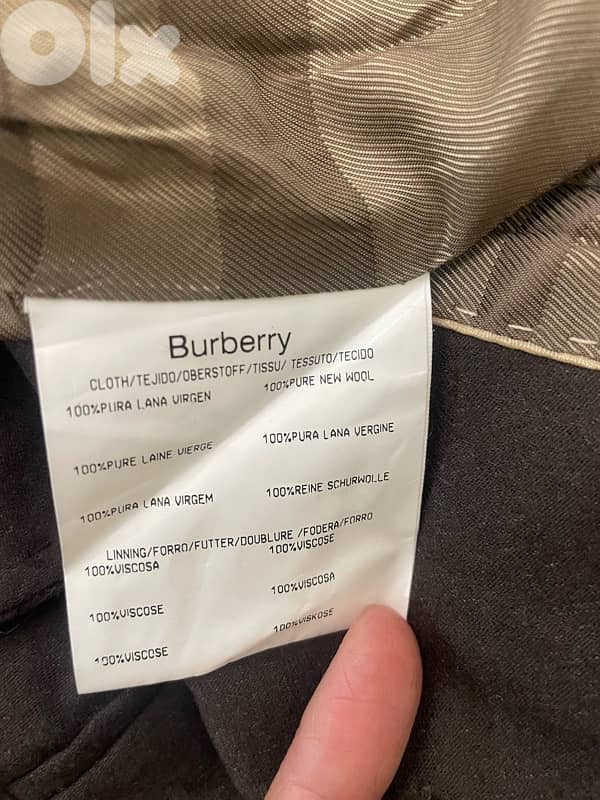 Olx
Burberry
CLOTH/TEJIDO/OBERSTOFF/TISSU/ TESSUTO/TECIDO
100%PURA LANA VIRGEN 100%PURE NEW WOOL
100%PURE LAINE VIERGE 100%PURA LANA VERGINE
100%PURA LANA VIRGEM 100%REINE SCHURWOLLE
LINNING/FORRO/FUTTER/DOUBLURE /FODERA/FORRO
100%VISCOSA 100%VISCOSE
100%VISCOSE 100%VISCOSA
100%VISCOSE 100%VISKOSE